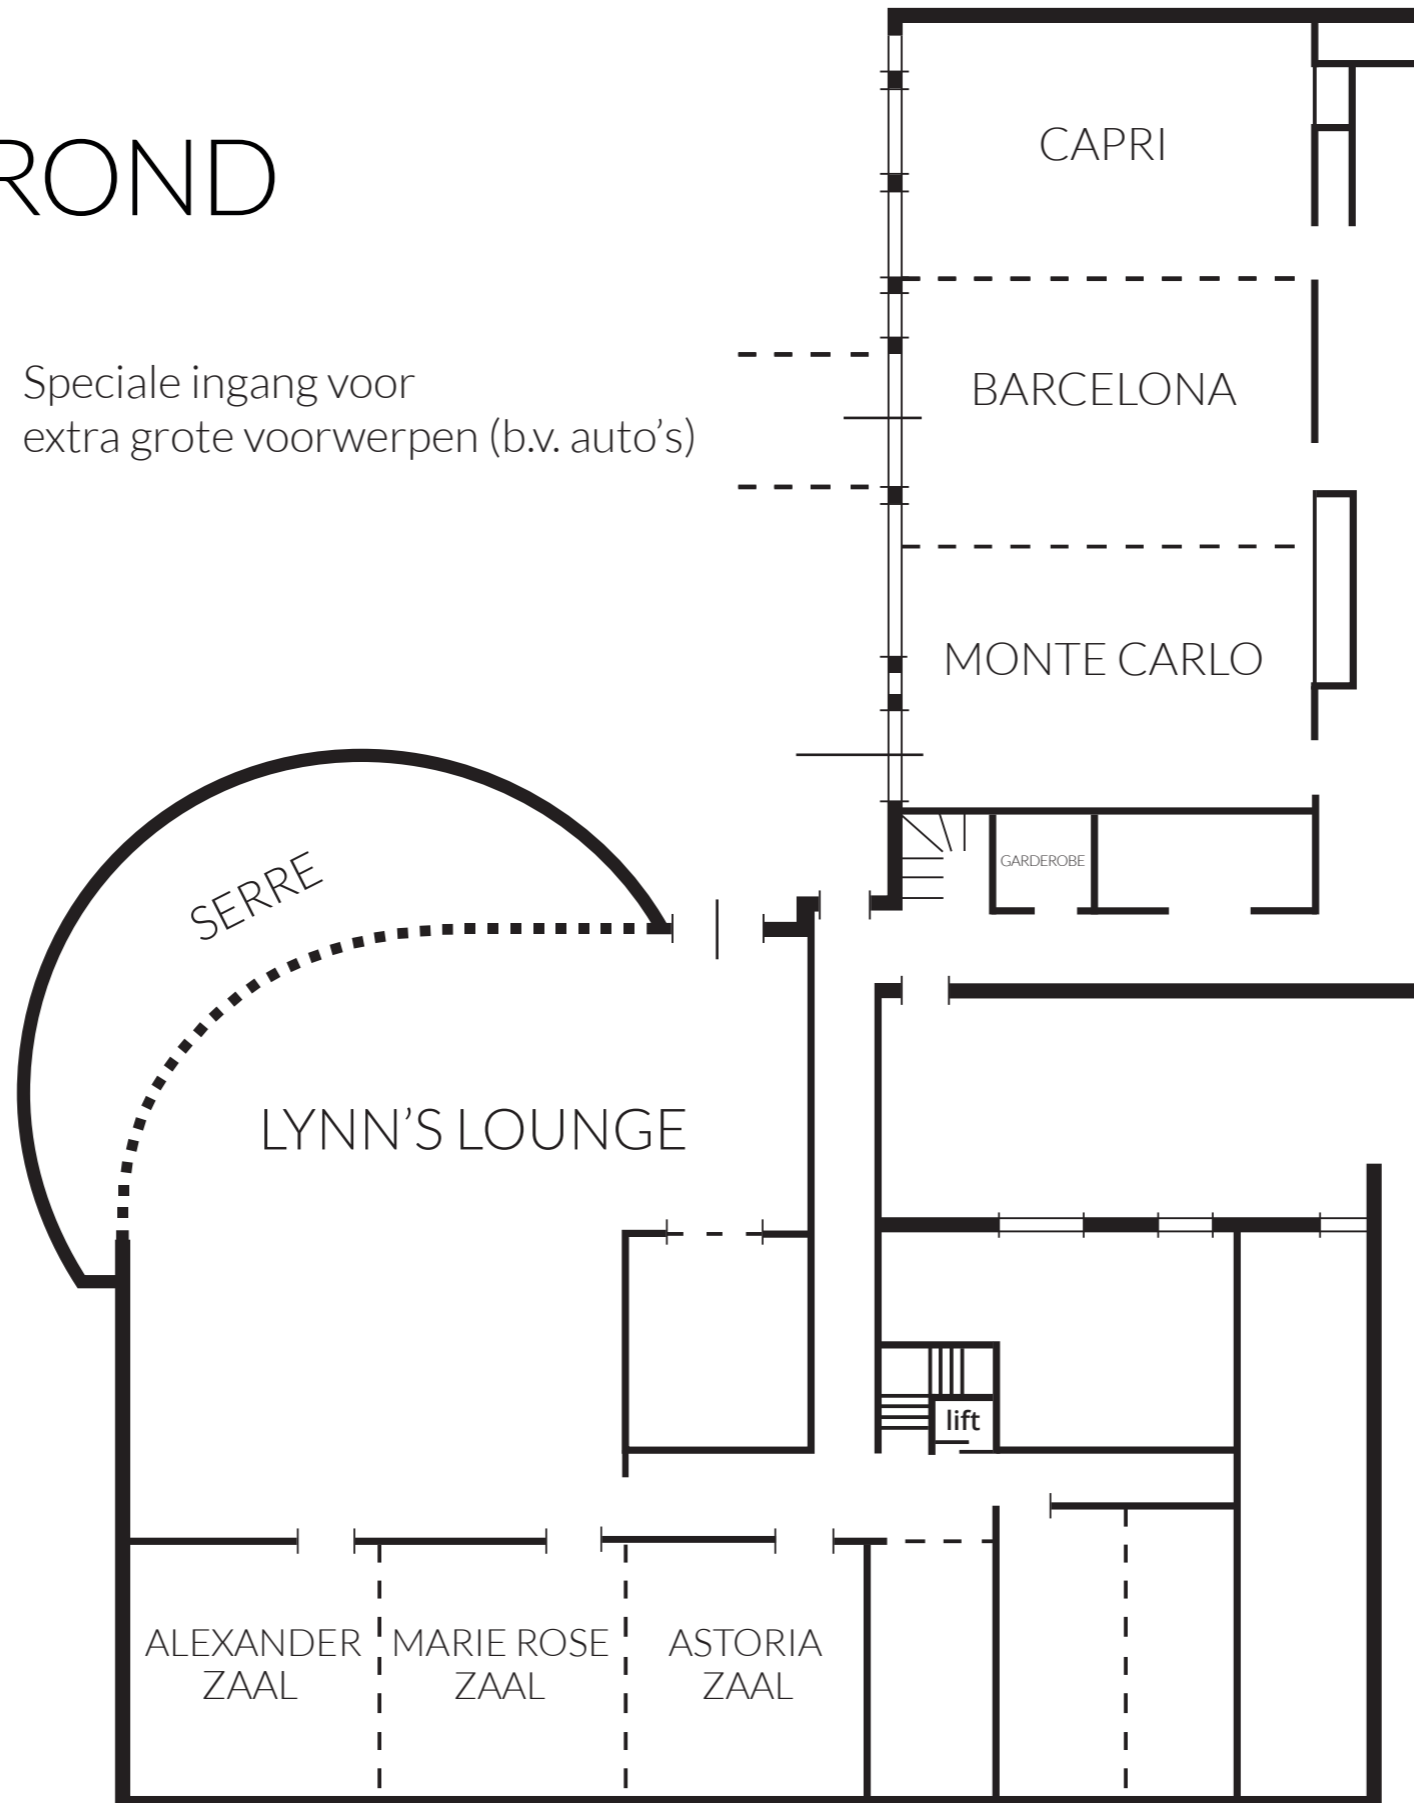 ROND
CAPRI
Speciale ingang voor
extra grote voorwerpen (b.v. auto's)
BARCELONA
MONTE CARLO
GARDEROBE
SERRE
LYNN'S LOUNGE
lift
ALEXANDER
ZAAL
MARIE ROSE
ZAAL
ASTORIA
ZAAL